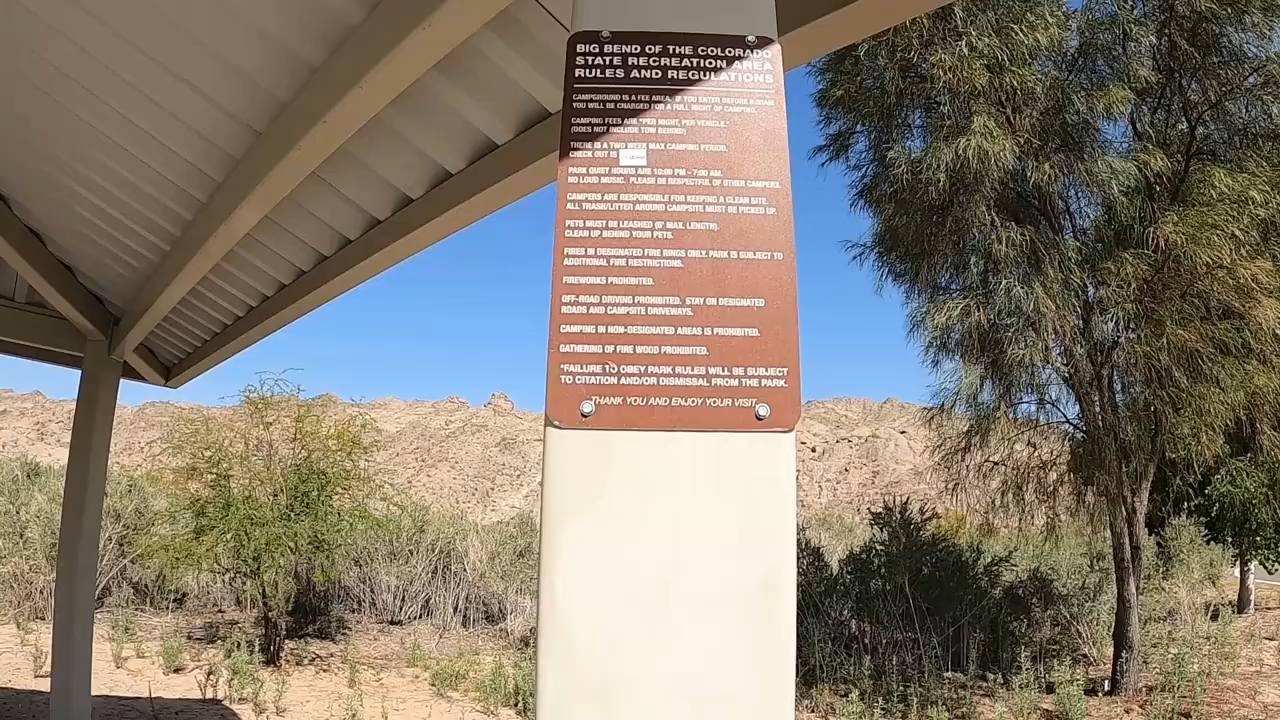 BIG BEND OF THE COLORADO
STATE RECREATION AREA
RULES AND REGULATIONS
CAMPGROUND IS A FEE AREA. IF YOU ENTER BEFORE
YOU WILL BE CHARGED FOR A FULL NIGHT OF CAMPING.
CAMPING FEES ARE "PER NIGHT, PER VEHICLE."
(DOES NOT INCLUDE TOW BEHIND)
THERE IS A TWO WEEK MAX CAMPING PERIOD.
CHECK OUT IS
PARK QUIET HOURS ARE 10:00 PM - 7:00 AM.
NO LOUD MUSIC. PLEASE BE RESPECTFUL OF OTHER CAMPERS.
CAMPERS ARE RESPONSIBLE FOR KEEPING A CLEAN SITE.
ALL TRASH/LITTER AROUND CAMPSITE MUST BE PICKED UP.
PETS MUST BE LEASHED (6' MAX. LENGTH).
CLEAN UP BEHIND YOUR PETS.
FIRES IN DESIGNATED FIRE RINGS ONLY. PARK IS SUBJECT TO
ADDITIONAL FIRE RESTRICTIONS.
FIREWORKS PROHIBITED.
OFF-ROAD DRIVING PROHIBITED. STAY ON DESIGNATED
ROADS AND CAMPSITE DRIVEWAYS.
CAMPING IN NON-DESIGNATED AREAS IS PROHIBITED.
GATHERING OF FIRE WOOD PROHIBITED.
*FAILURE TO OBEY PARK RULES WILL BE SUBJECT
TO CITATION AND/OR DISMISSAL FROM THE PARK.
THANK YOU AND ENJOY YOUR VISIT